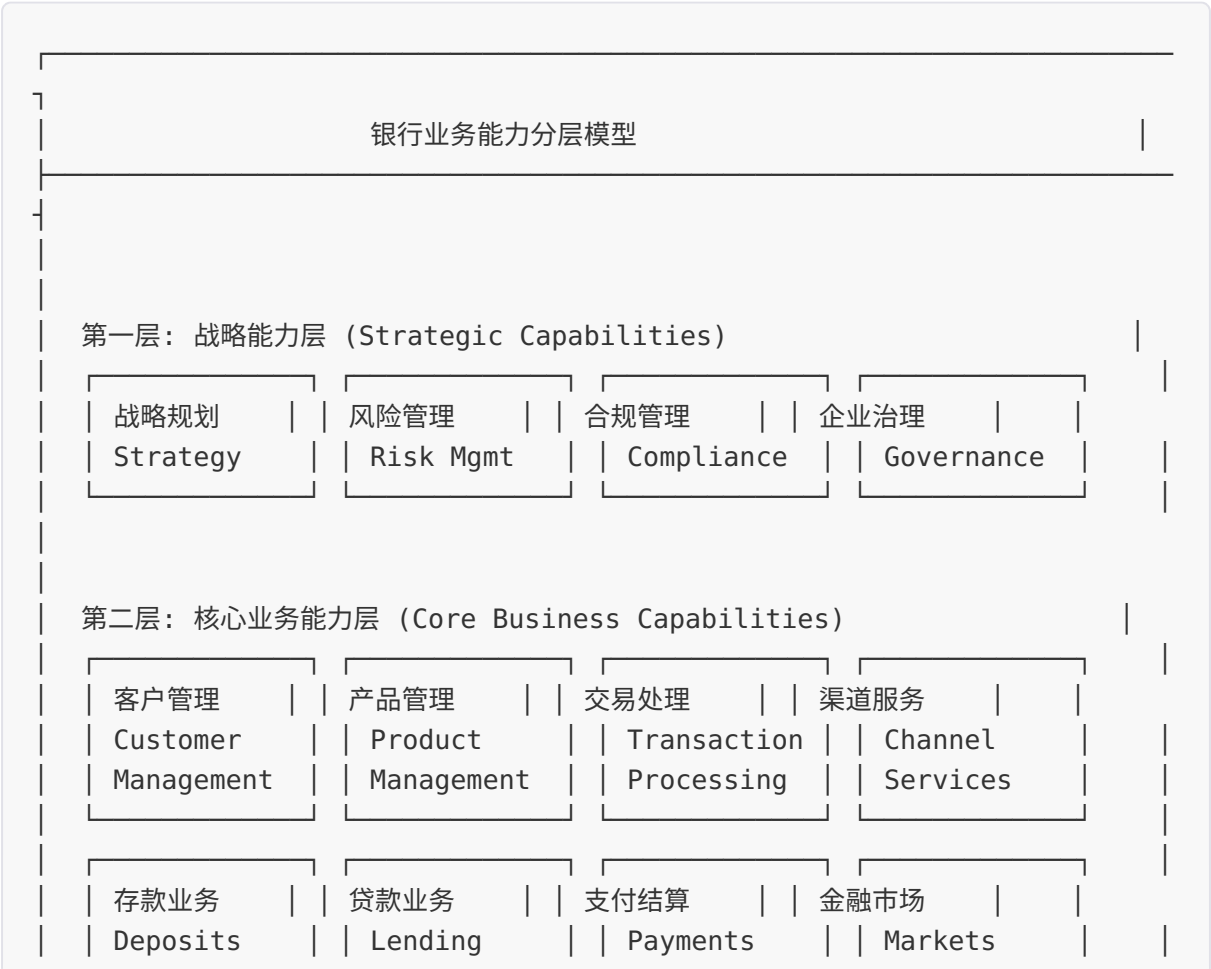 银行业务能力分层模型
第一层: 战略能力层 (Strategic Capabilities)
战略规划 风险管理 合规管理 企业治理
Strategy Risk Mgmt Compliance Governance
第二层: 核心业务能力层 (Core Business Capabilities)
客户管理 产品管理 交易处理 渠道服务
Customer Product Transaction Channel
Management Management Processing Services
存款业务 贷款业务 支付结算 金融市场
Deposits Lending Payments Markets